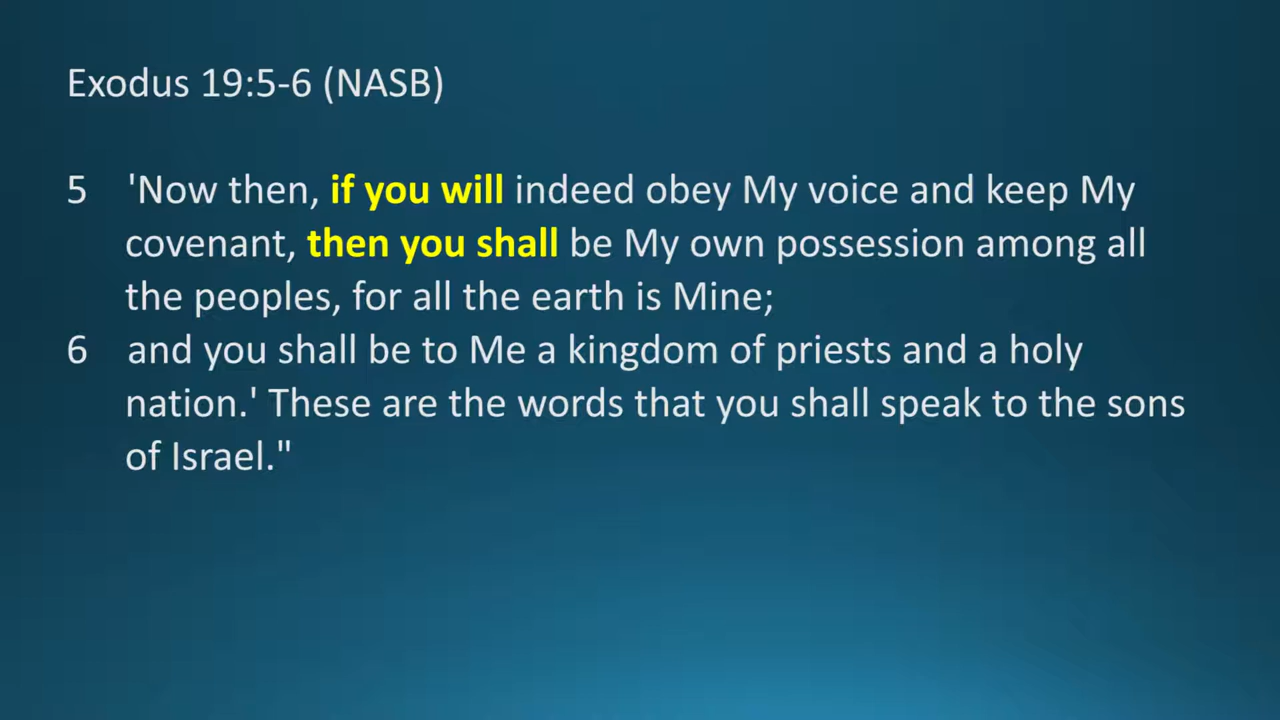 Exodus 19:5-6 (NASB)
5 'Now then, if you will indeed obey My voice and keep My
covenant, then you shall be My own possession among all
the peoples, for all the earth is Mine;
6 and you shall be to Me a kingdom of priests and a holy
nation.' These are the words that you shall speak to the sons
of Israel."